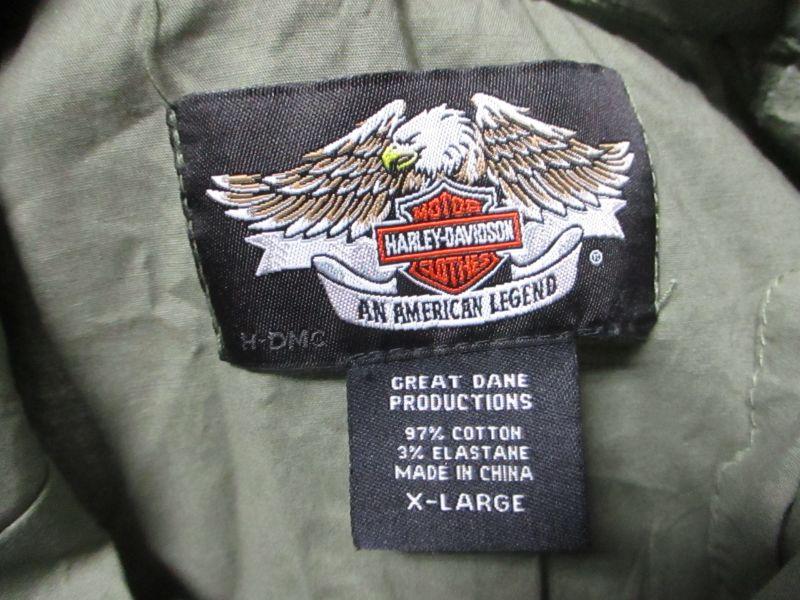 MOTOR
HARLEY-DAVIDSON
CLOTHES
®
AN AMERICAN LEGEND
H-DMC
GREAT DANE
PRODUCTIONS
97% COTTON
3% ELASTANE
MADE IN CHINA
X-LARGE